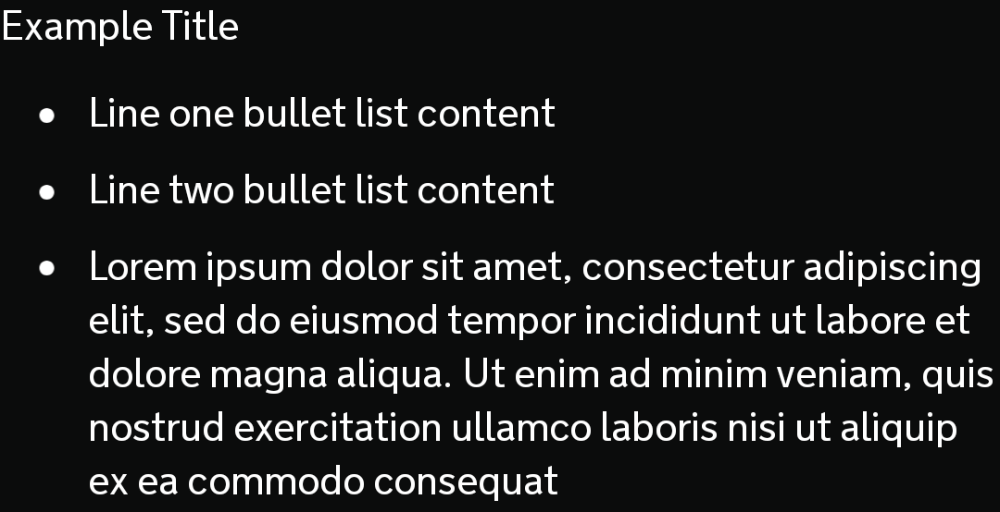 Example Title
• Line one bullet list content
• Line two bullet list content
• Lorem ipsum dolor sit amet, consectetur adipiscing
elit, sed do eiusmod tempor incididunt ut labore et
dolore magna aliqua. Ut enim ad minim veniam, quis
nostrud exercitation ullamco laboris nisi ut aliquip
ex ea commodo consequat